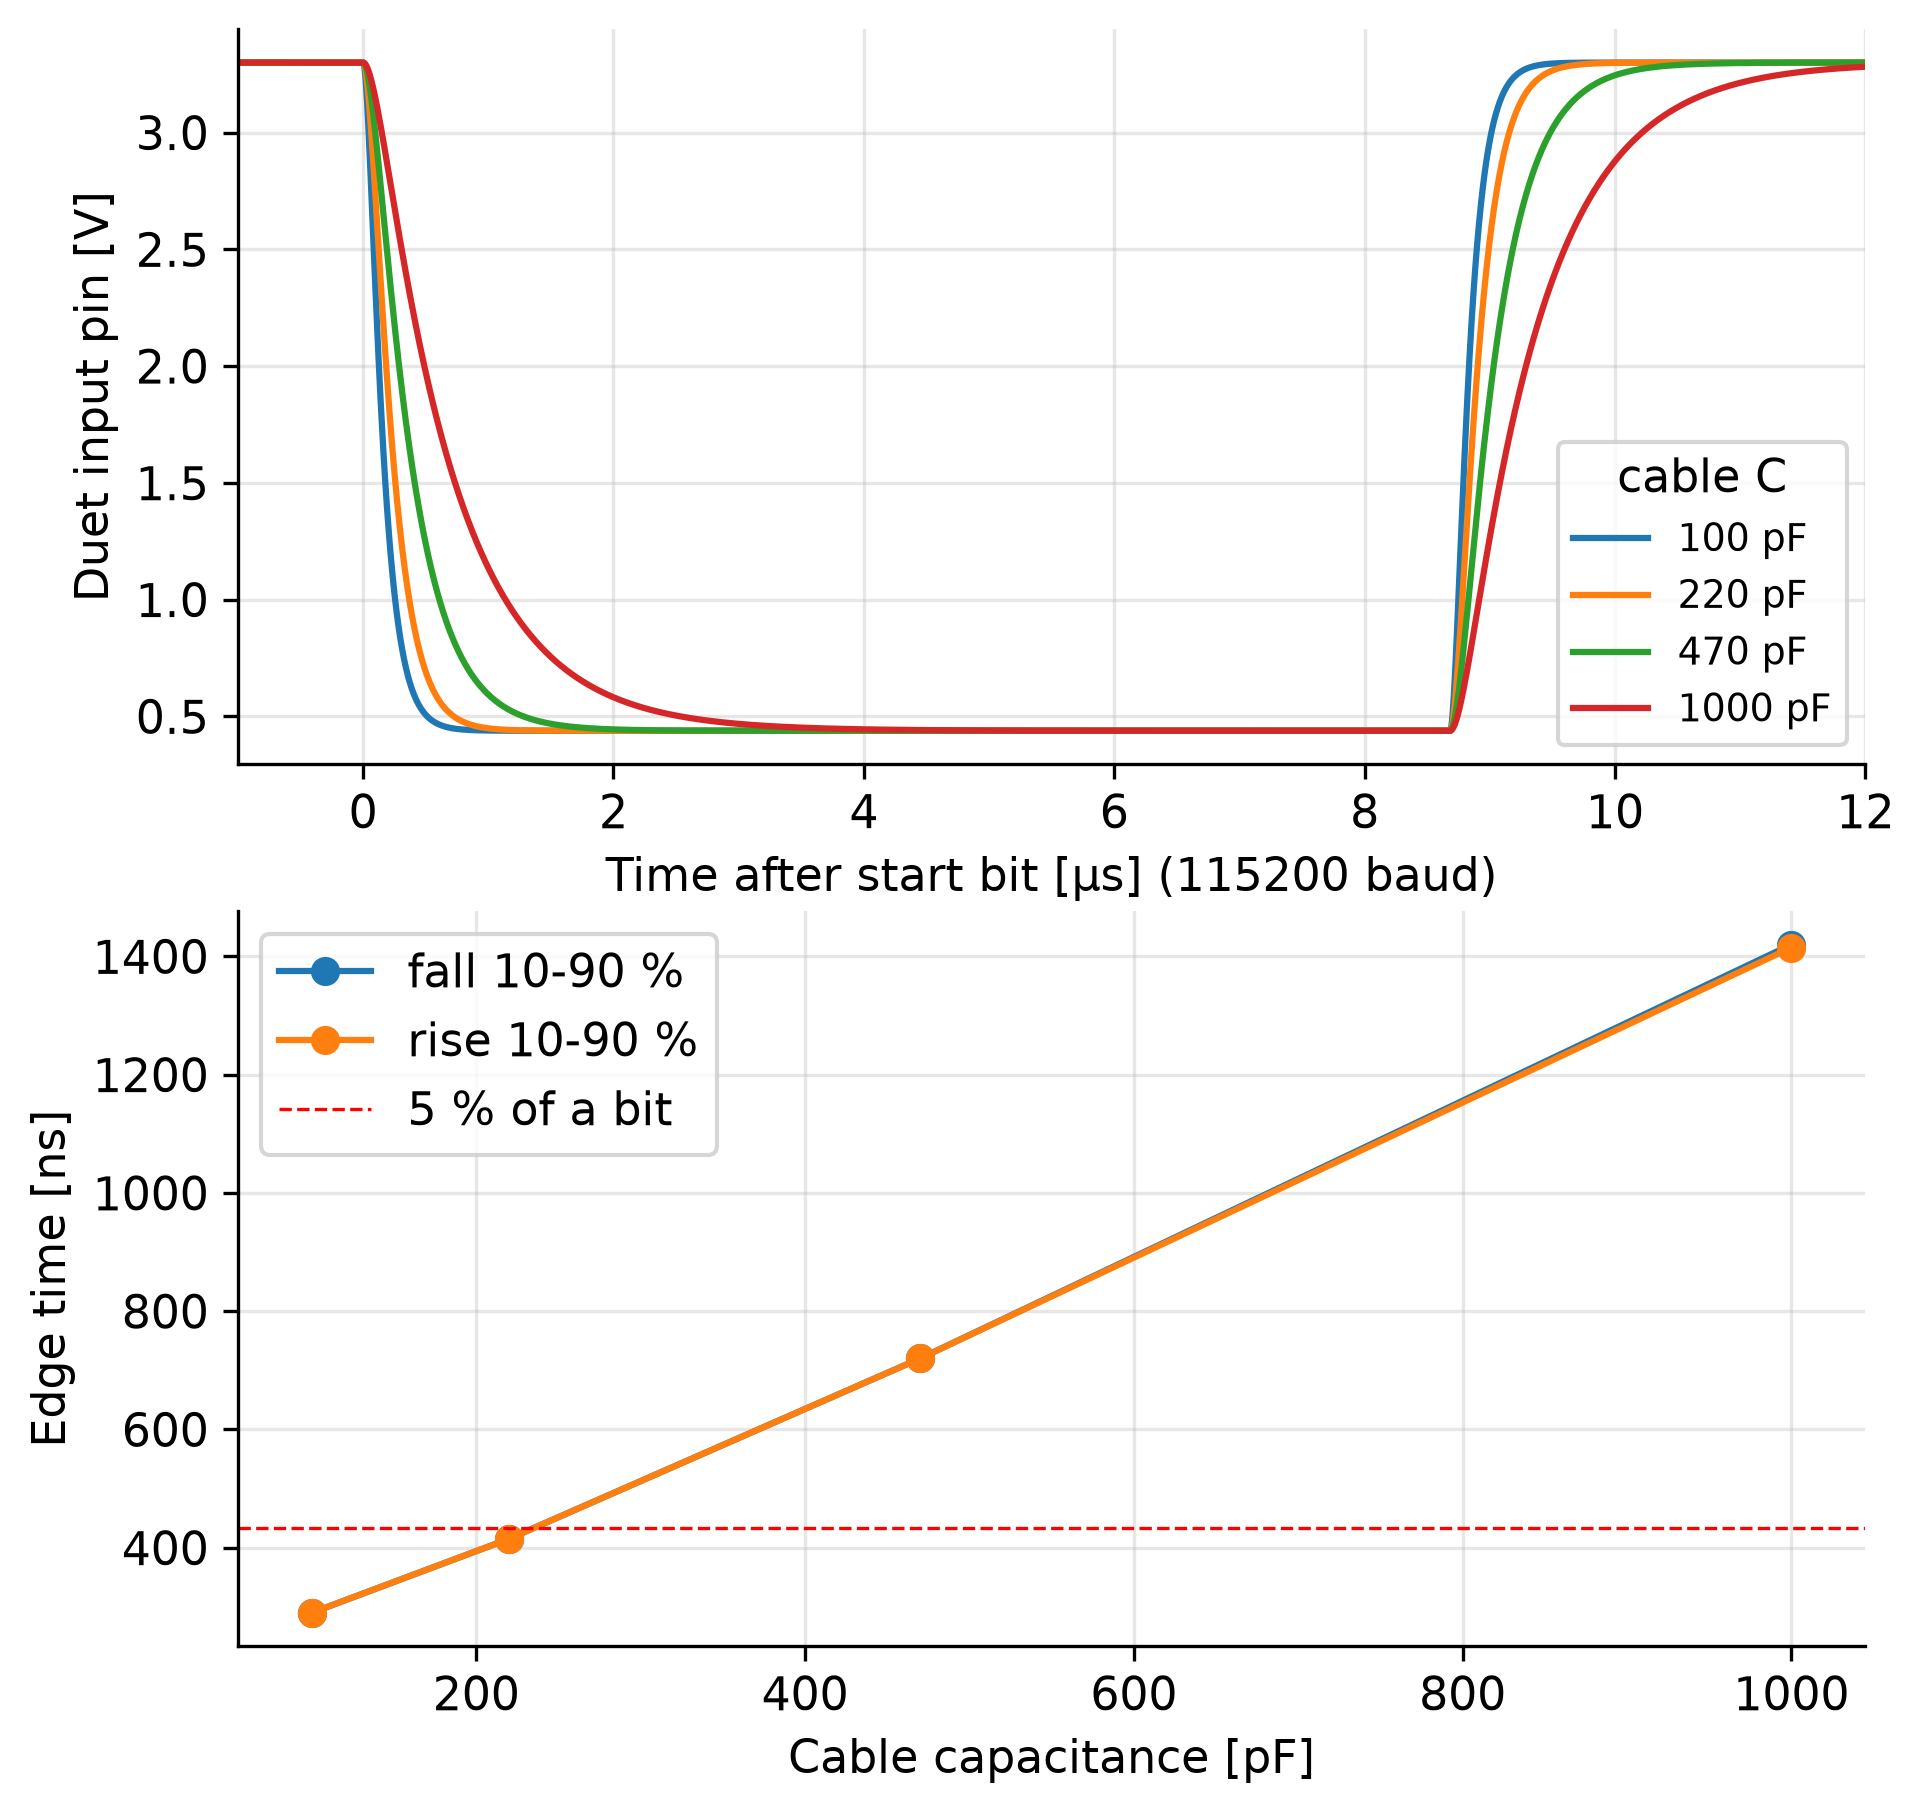 Duet input pin [V]
3.0
2.5
2.0
1.5
1.0
0.5
cable C
100 pF
220 pF
470 pF
1000 pF
0 2 4 6 8 10 12
Time after start bit [µs] (115200 baud)
Edge time [ns]
1400
1200
1000
800
600
400
fall 10-90 %
rise 10-90 %
5 % of a bit
200 400 600 800 1000
Cable capacitance [pF]